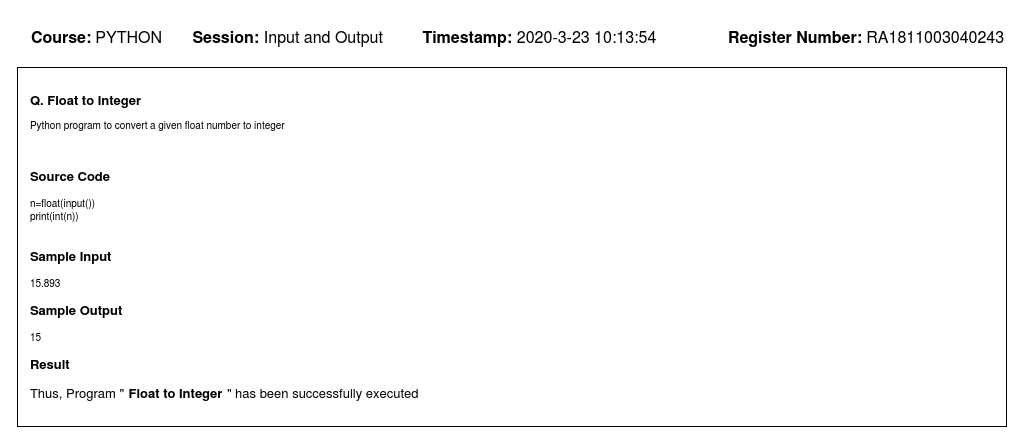 Course: PYTHON Session: Input and Output Timestamp: 2020-3-23 10:13:54 Register Number: RA1811003040243
Q. Float to Integer
Python program to convert a given float number to integer
Source Code
n=float(input())
print(int(n))
Sample Input
15.893
Sample Output
15
Result
Thus, Program " Float to Integer " has been successfully executed